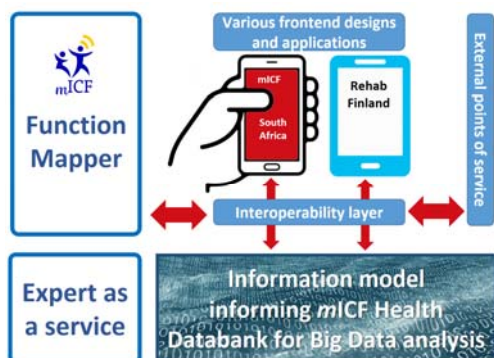 Various frontend designs
and applications
mICF
Function
Mapper
mICF
South
Africa
Rehab
Finland
External points of service
Interoperability layer
Expert as
a service
Information model
informing mICF Health
Databank for Big Data analysis